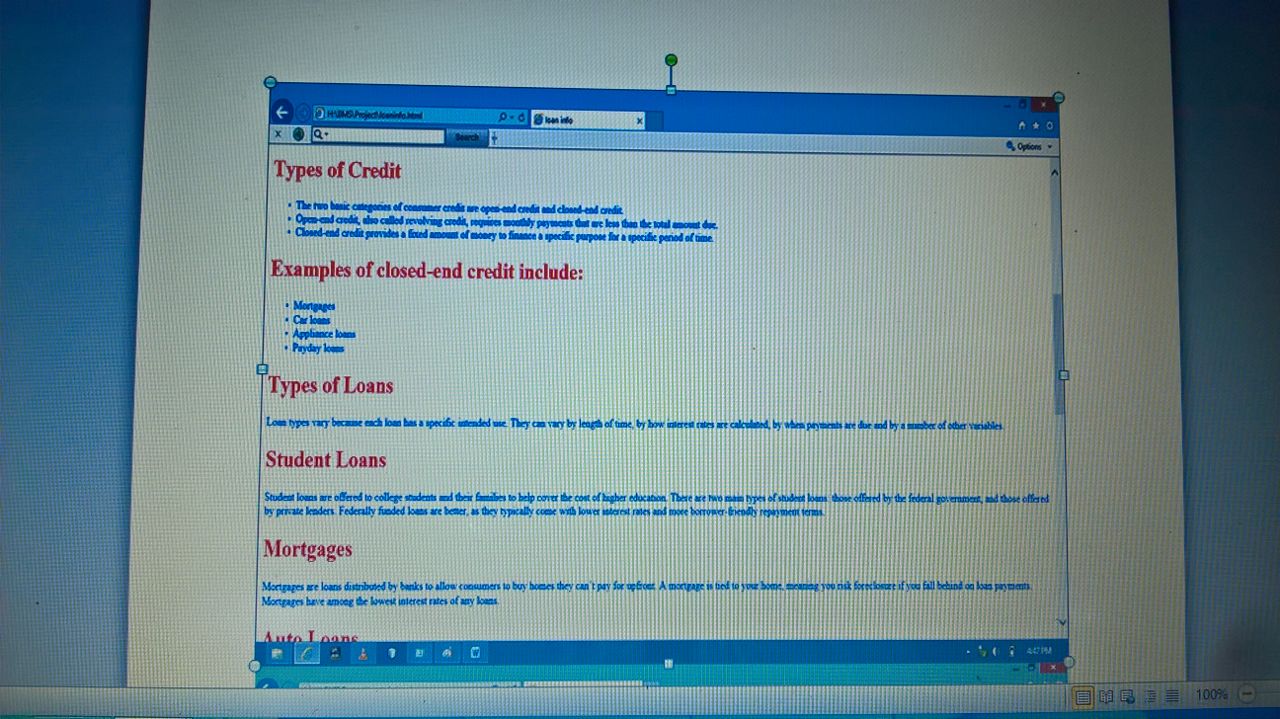 H:\BMS\Project\loaninfo.html
loan info
Search
Options
Types of Credit
• The two basic categories of consumer credit are open-end credit and closed-end credit.
• Open-end credit, also called revolving credit, requires monthly payments that are less than the total amount due.
• Closed-end credit provides a fixed amount of money to finance a specific purpose for a specific period of time.
Examples of closed-end credit include:
• Mortgages
• Car loans
• Appliance loans
• Payday loans
Types of Loans
Loan types vary because each loan has a specific intended use. They can vary by length of time, by how interest rates are calculated, by when payments are due and by a number of other variables.
Student Loans
Student loans are offered to college students and their families to help cover the cost of higher education. There are two main types of student loans: those offered by the federal government, and those offered
by private lenders. Federally funded loans are better, as they typically come with lower interest rates and more borrower-friendly repayment terms.
Mortgages
Mortgages are loans distributed by banks to allow consumers to buy homes they can't pay for upfront. A mortgage is tied to your home, meaning you risk foreclosure if you fall behind on loan payments.
Mortgages have among the lowest interest rates of any loans.
Auto Loans
4:47 PM
100%